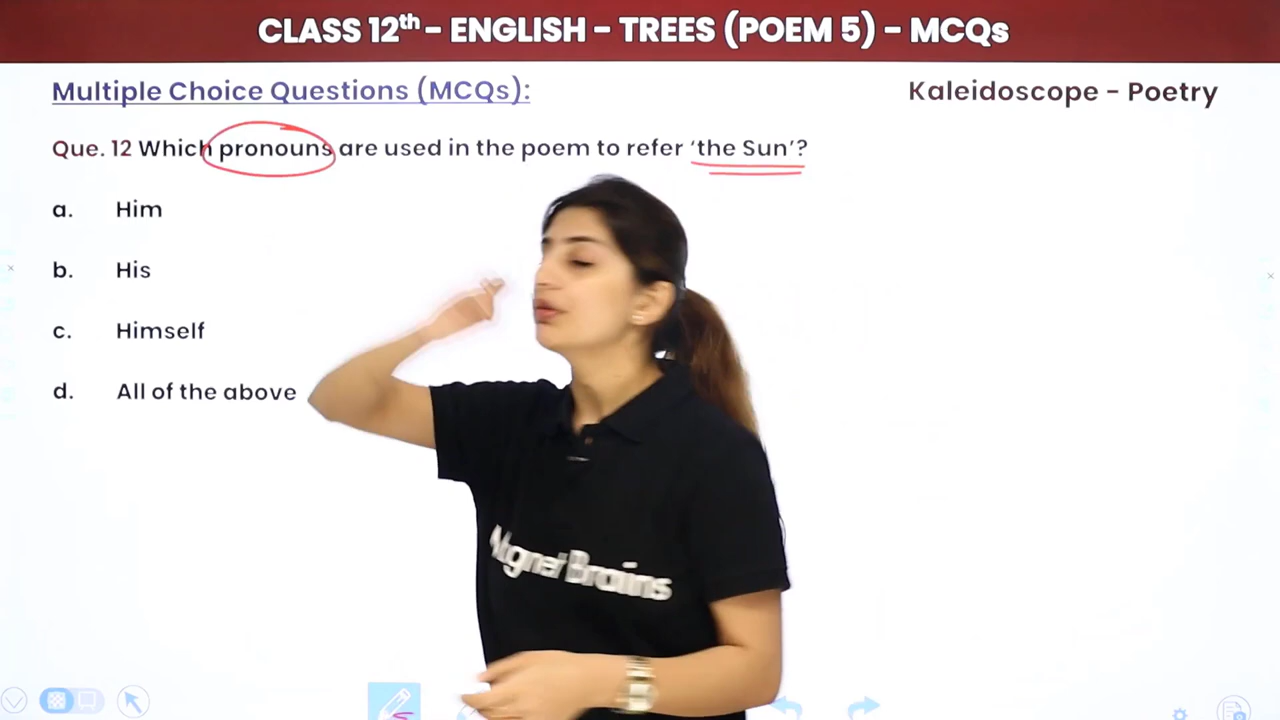 CLASS 12th – ENGLISH – TREES (POEM 5) – MCQs
Multiple Choice Questions (MCQs):
Kaleidoscope - Poetry
Que. 12 Which pronouns are used in the poem to refer ‘the Sun’?
a. Him
b. His
c. Himself
d. All of the above
Magnet Brains